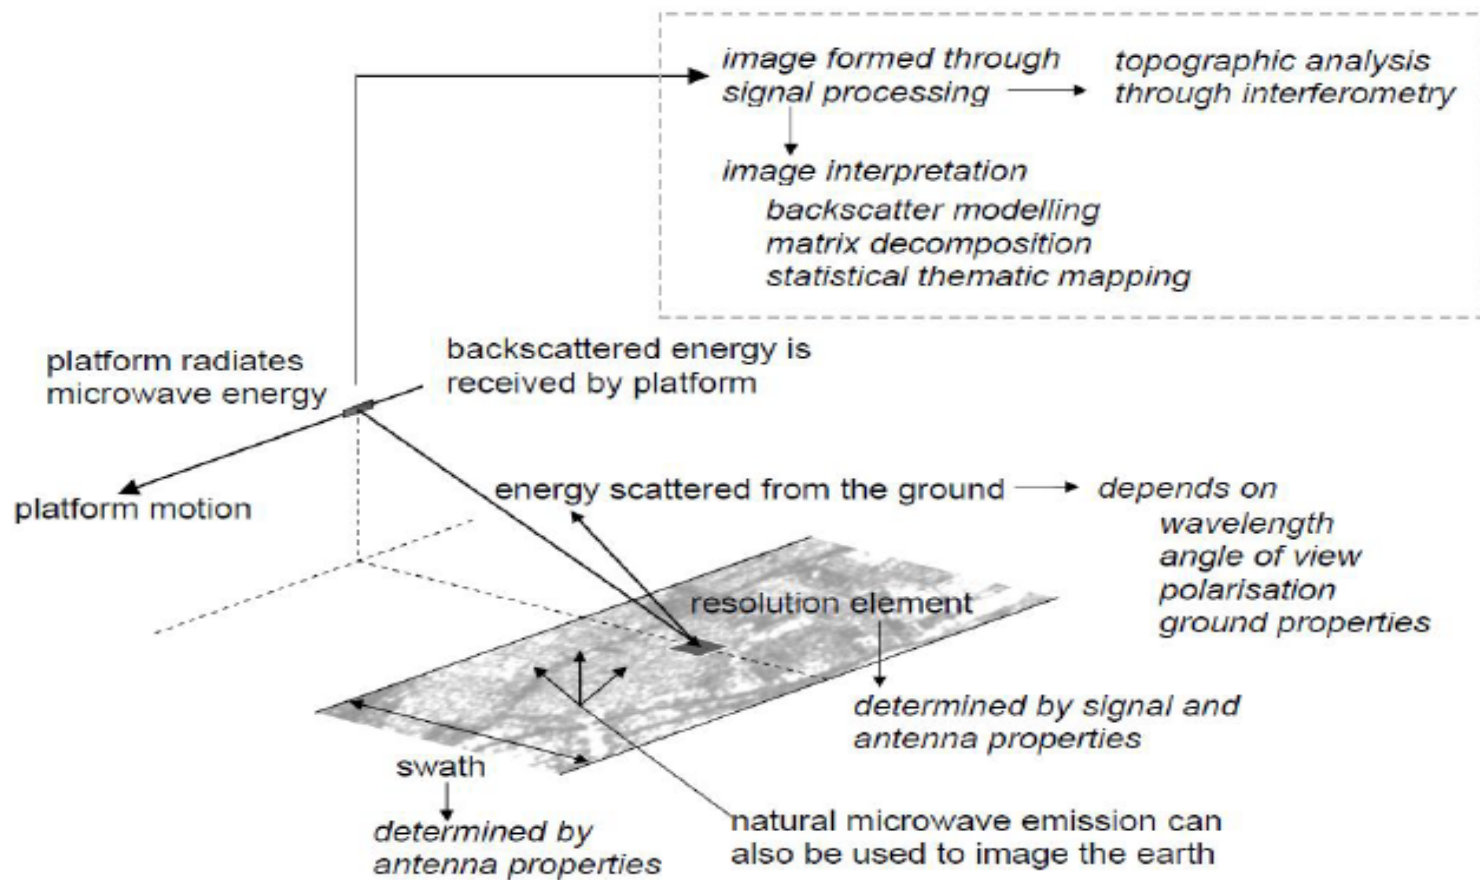 image formed through
signal processing
topographic analysis
through interferometry
image interpretation
backscatter modelling
matrix decomposition
statistical thematic mapping
platform radiates
microwave energy
backscattered energy is
received by platform
platform motion
energy scattered from the ground
depends on
wavelength
angle of view
polarisation
ground properties
resolution element
determined by signal and
antenna properties
swath
determined by
antenna properties
natural microwave emission can
also be used to image the earth